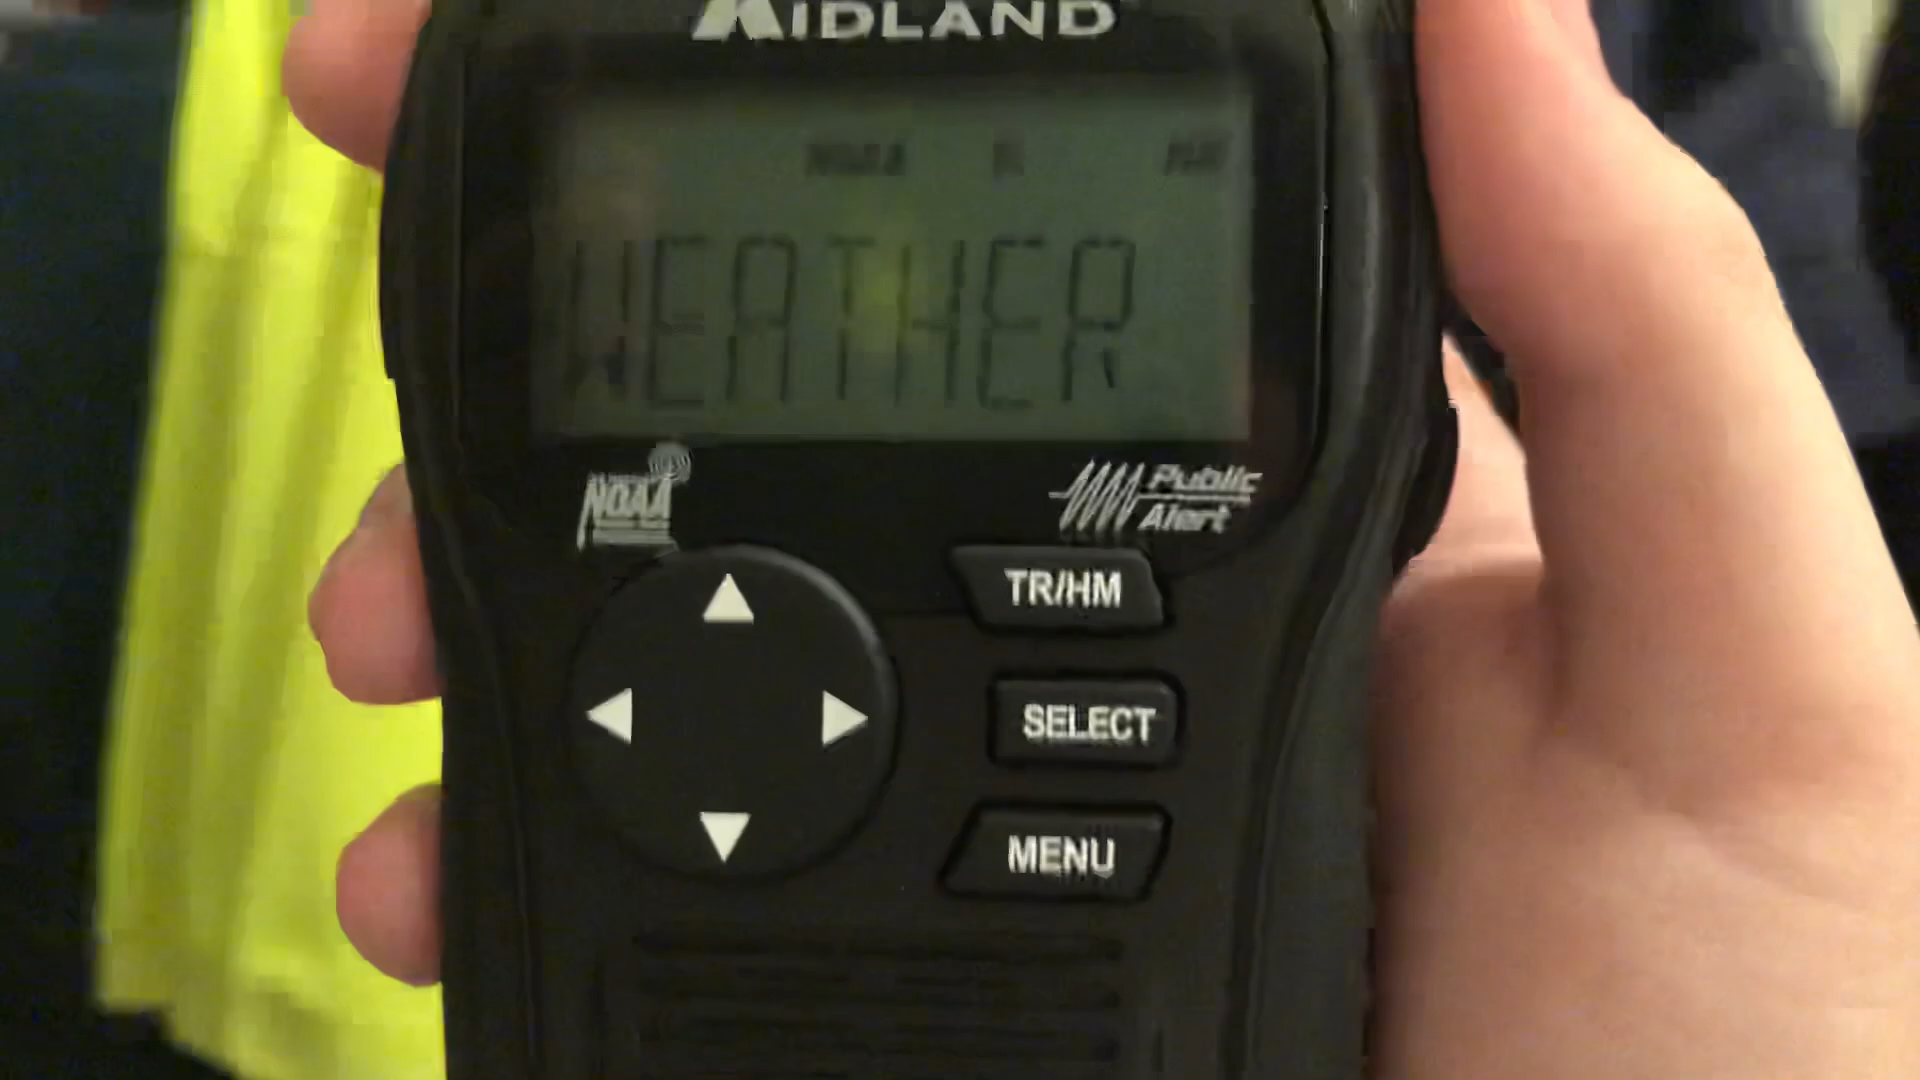 MIDLAND
WEATHER
NOAA
Public
Alert
TR/HM
SELECT
MENU